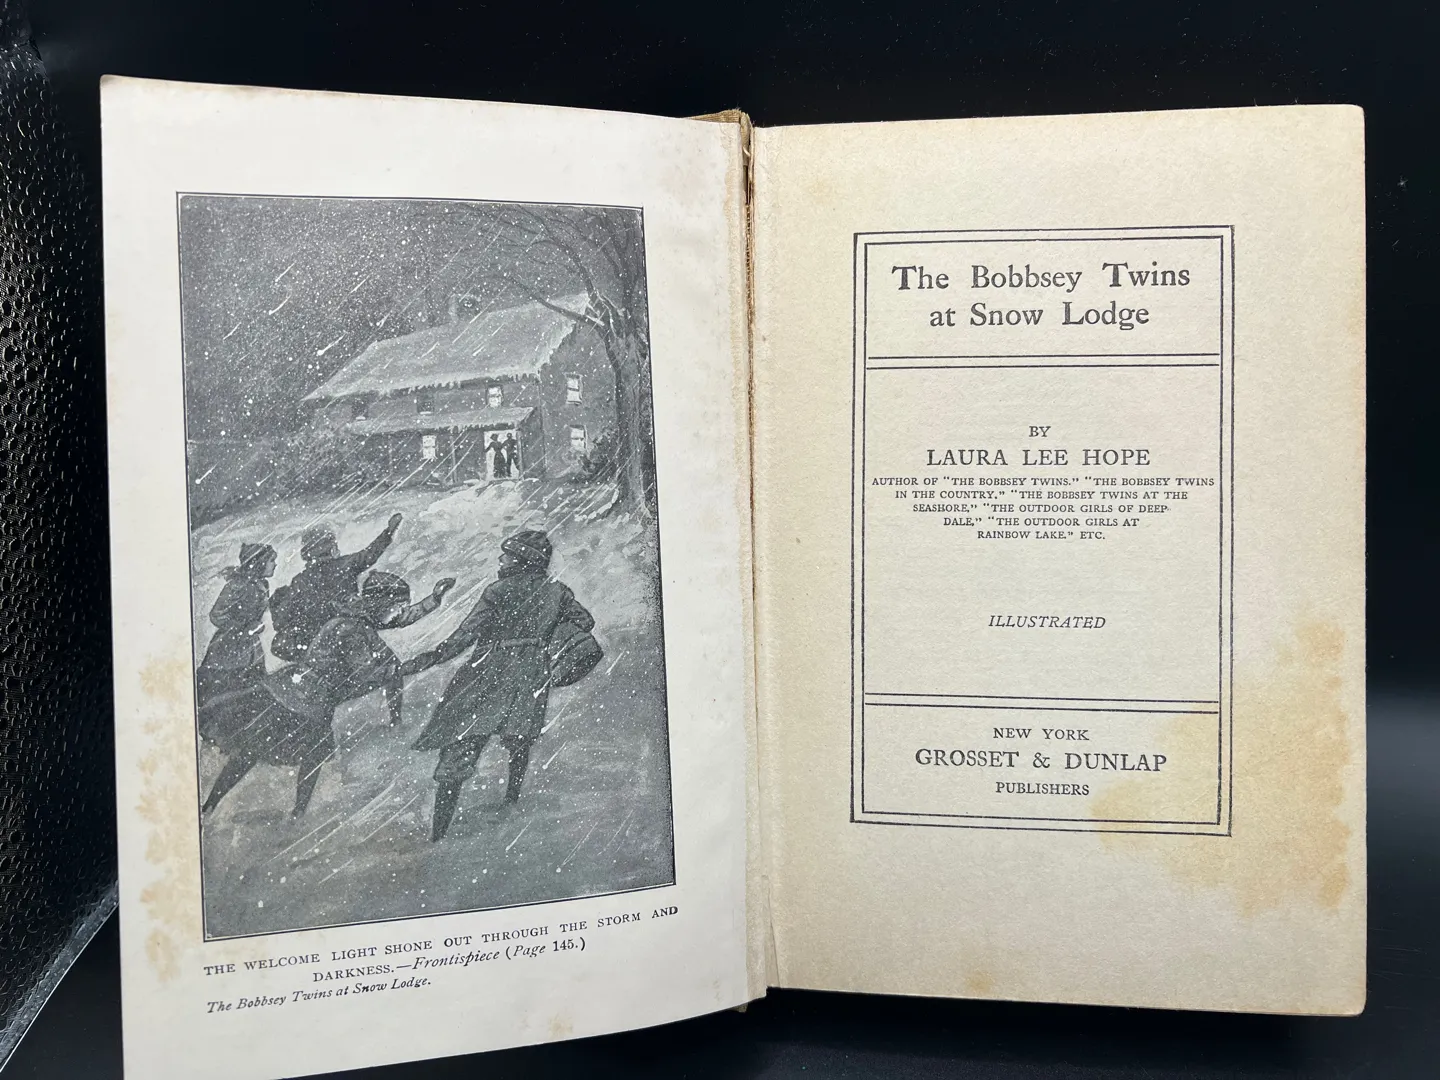 THE WELCOME LIGHT SHONE OUT THROUGH THE STORM AND
DARKNESS.—Frontispiece (Page 145.)
The Bobbsey Twins at Snow Lodge.
The Bobbsey Twins
at Snow Lodge
BY
LAURA LEE HOPE
AUTHOR OF "THE BOBBSEY TWINS." "THE BOBBSEY TWINS
IN THE COUNTRY," "THE BOBBSEY TWINS AT THE
SEASHORE," "THE OUTDOOR GIRLS OF DEEP
DALE," "THE OUTDOOR GIRLS AT
RAINBOW LAKE." ETC.
ILLUSTRATED
NEW YORK
GROSSET & DUNLAP
PUBLISHERS